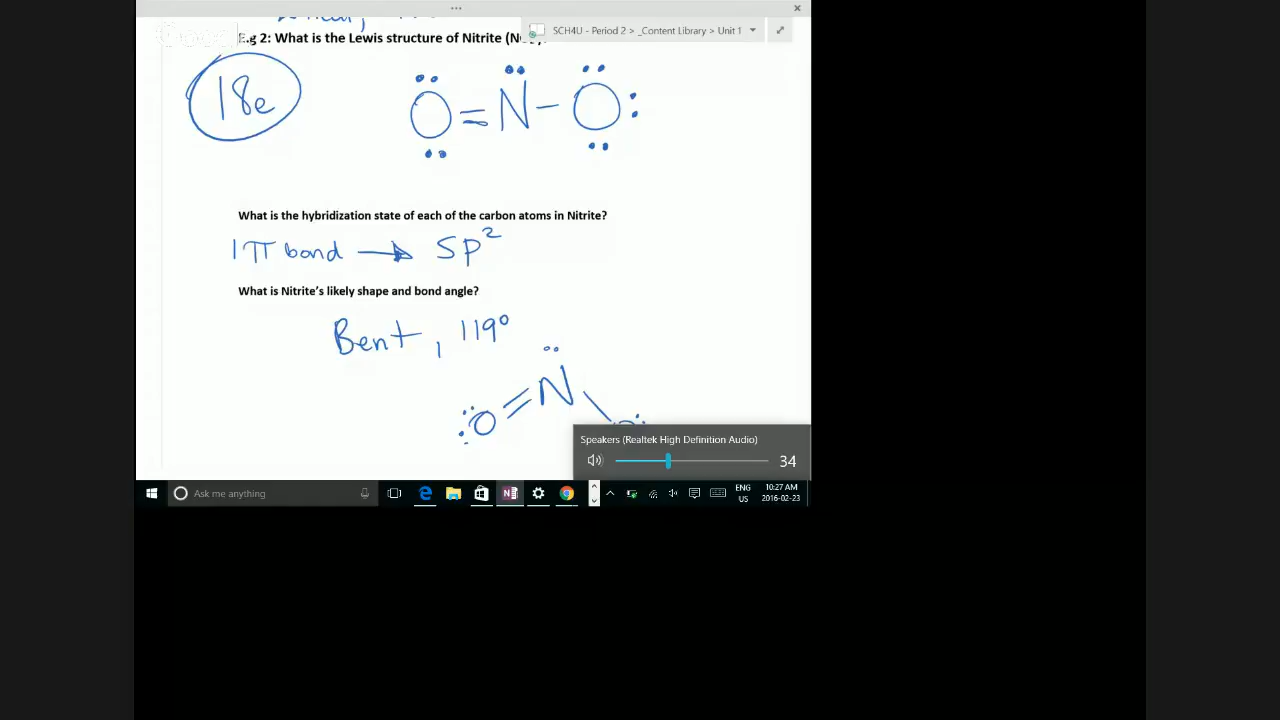 SCH4U - Period 2 > _Content Library > Unit 1
E.g 2: What is the Lewis structure of Nitrite
18e
O = N - O
What is the hybridization state of each of the carbon atoms in Nitrite?
1π bond → sp²
What is Nitrite's likely shape and bond angle?
Bent, 119°
N
O
Speakers (Realtek High Definition Audio)
34
Ask me anything
ENG
US
10:27 AM
2016-02-23